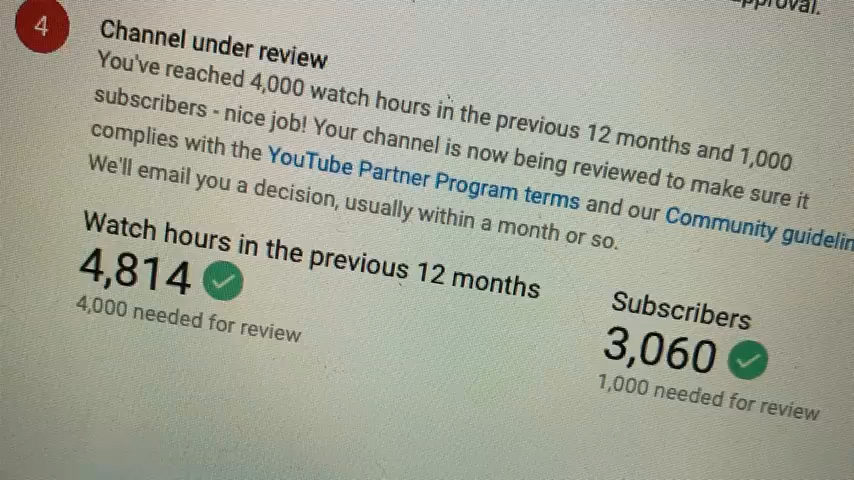 approval.
4
Channel under review
You've reached 4,000 watch hours in the previous 12 months and 1,000
subscribers - nice job! Your channel is now being reviewed to make sure it
complies with the YouTube Partner Program terms and our Community guidelin
We'll email you a decision, usually within a month or so.
Watch hours in the previous 12 months
4,814
4,000 needed for review
Subscribers
3,060
1,000 needed for review